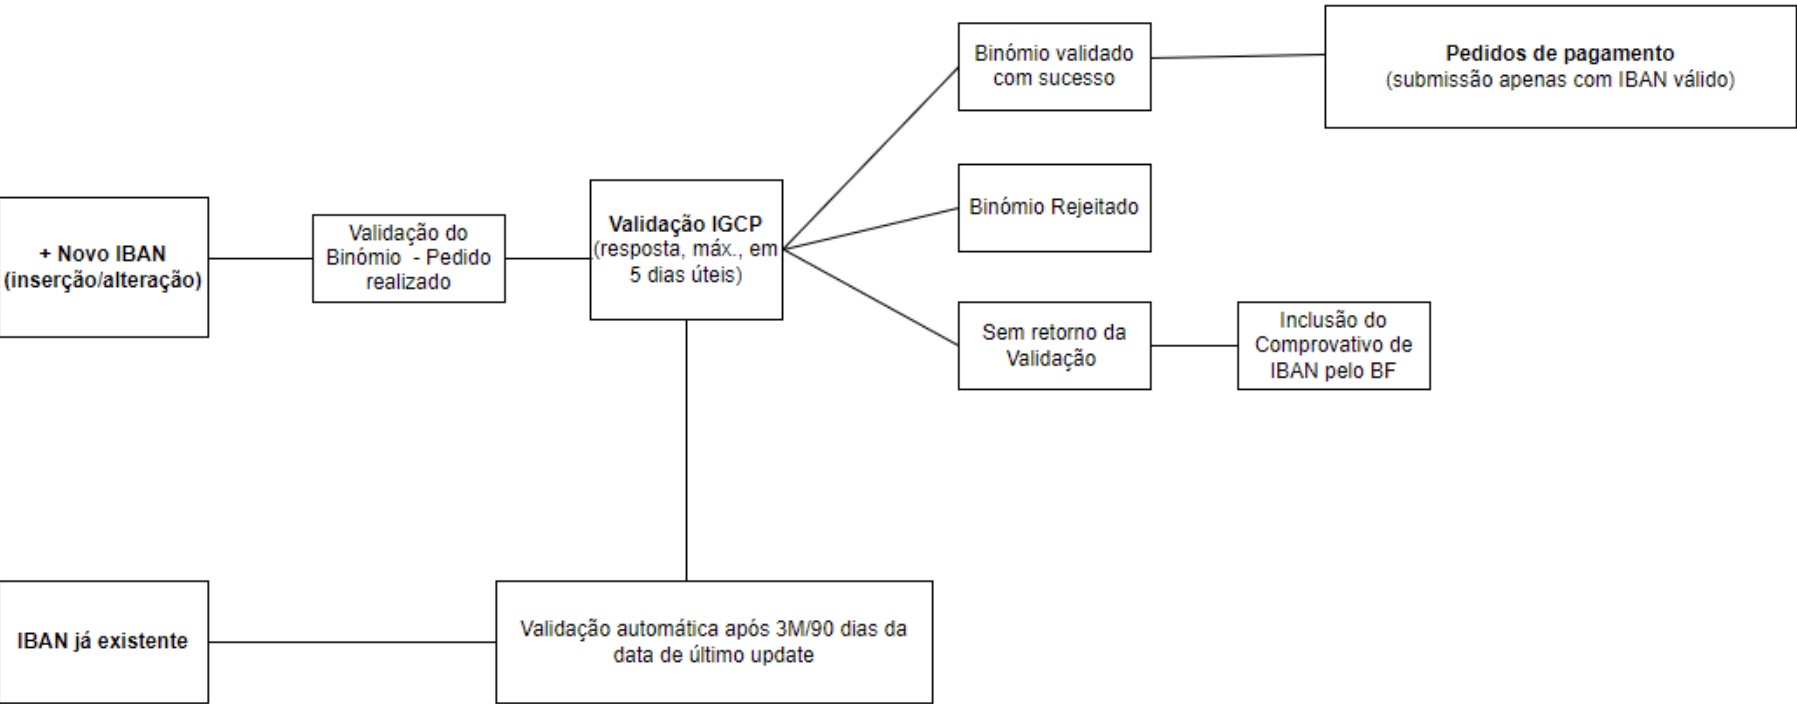 + Novo IBAN
(inserção/alteração)
Validação do
Binómio - Pedido
realizado
Validação IGCP
(resposta, máx., em
5 dias úteis)
Binómio validado
com sucesso
Pedidos de pagamento
(submissão apenas com IBAN válido)
Binómio Rejeitado
Sem retorno da
Validação
Inclusão do
Comprovativo de
IBAN pelo BF
IBAN já existente
Validação automática após 3M/90 dias da
data de último update